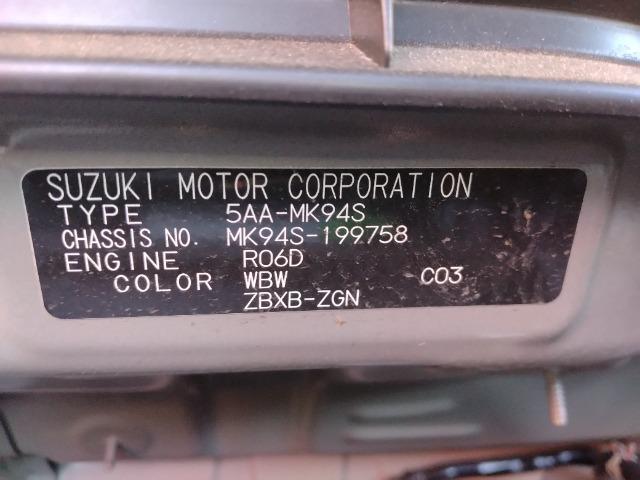 SUZUKI MOTOR CORPORATION
TYPE 5AA-MK94S
CHASSIS NO. MK94S-199758
ENGINE R06D
COLOR WBW C03
ZBXB-ZGN